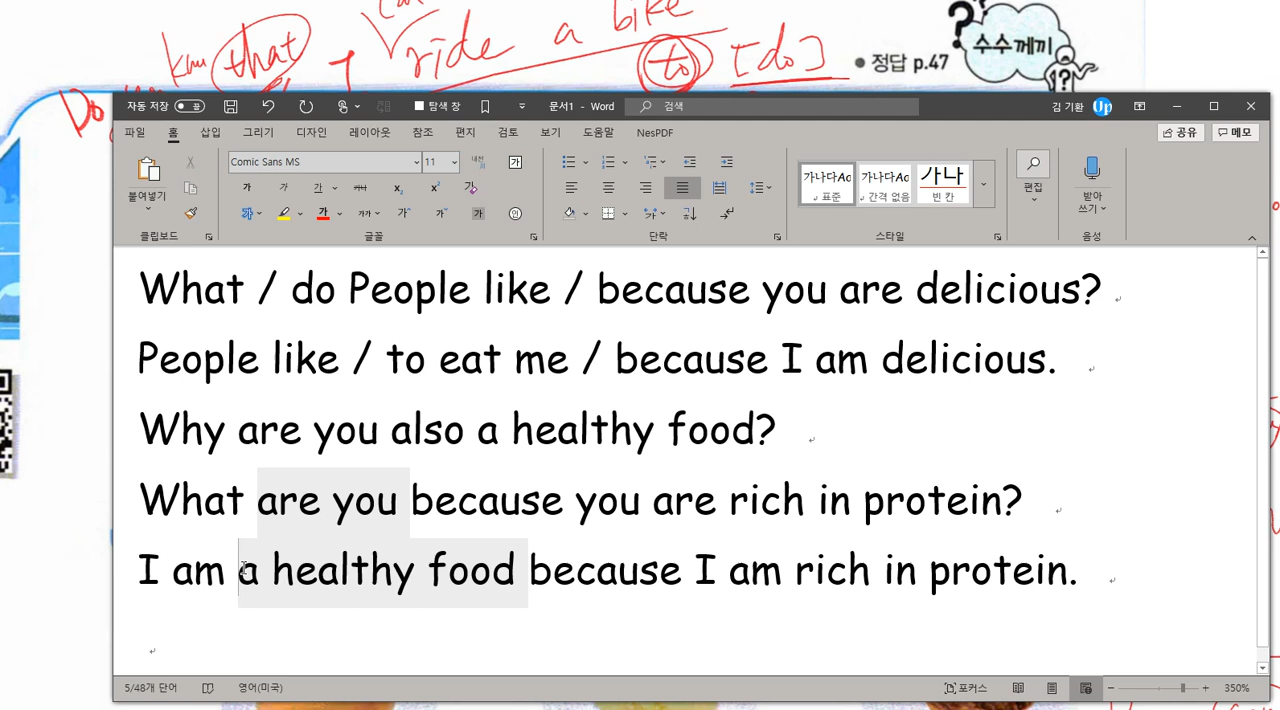 ride a bike
that
to [do]
Do
수수께끼
● 정답 p.47
자동 저장 끔 탐색 창 문서1 - Word 검색 김 기환
파일 홈 삽입 그리기 디자인 레이아웃 참조 편지 검토 보기 도움말 NesPDF 공유 메모
붙여넣기 Comic Sans MS 11 가나다Ac 가나다Ac 가나다 편집 받아쓰기
표준 간격 없음 빈 칸
클립보드 글꼴 단락 스타일 음성
What / do People like / because you are delicious?
People like / to eat me / because I am delicious.
Why are you also a healthy food?
What are you because you are rich in protein?
I am a healthy food because I am rich in protein.
5/48개 단어 영어(미국) 포커스 350%